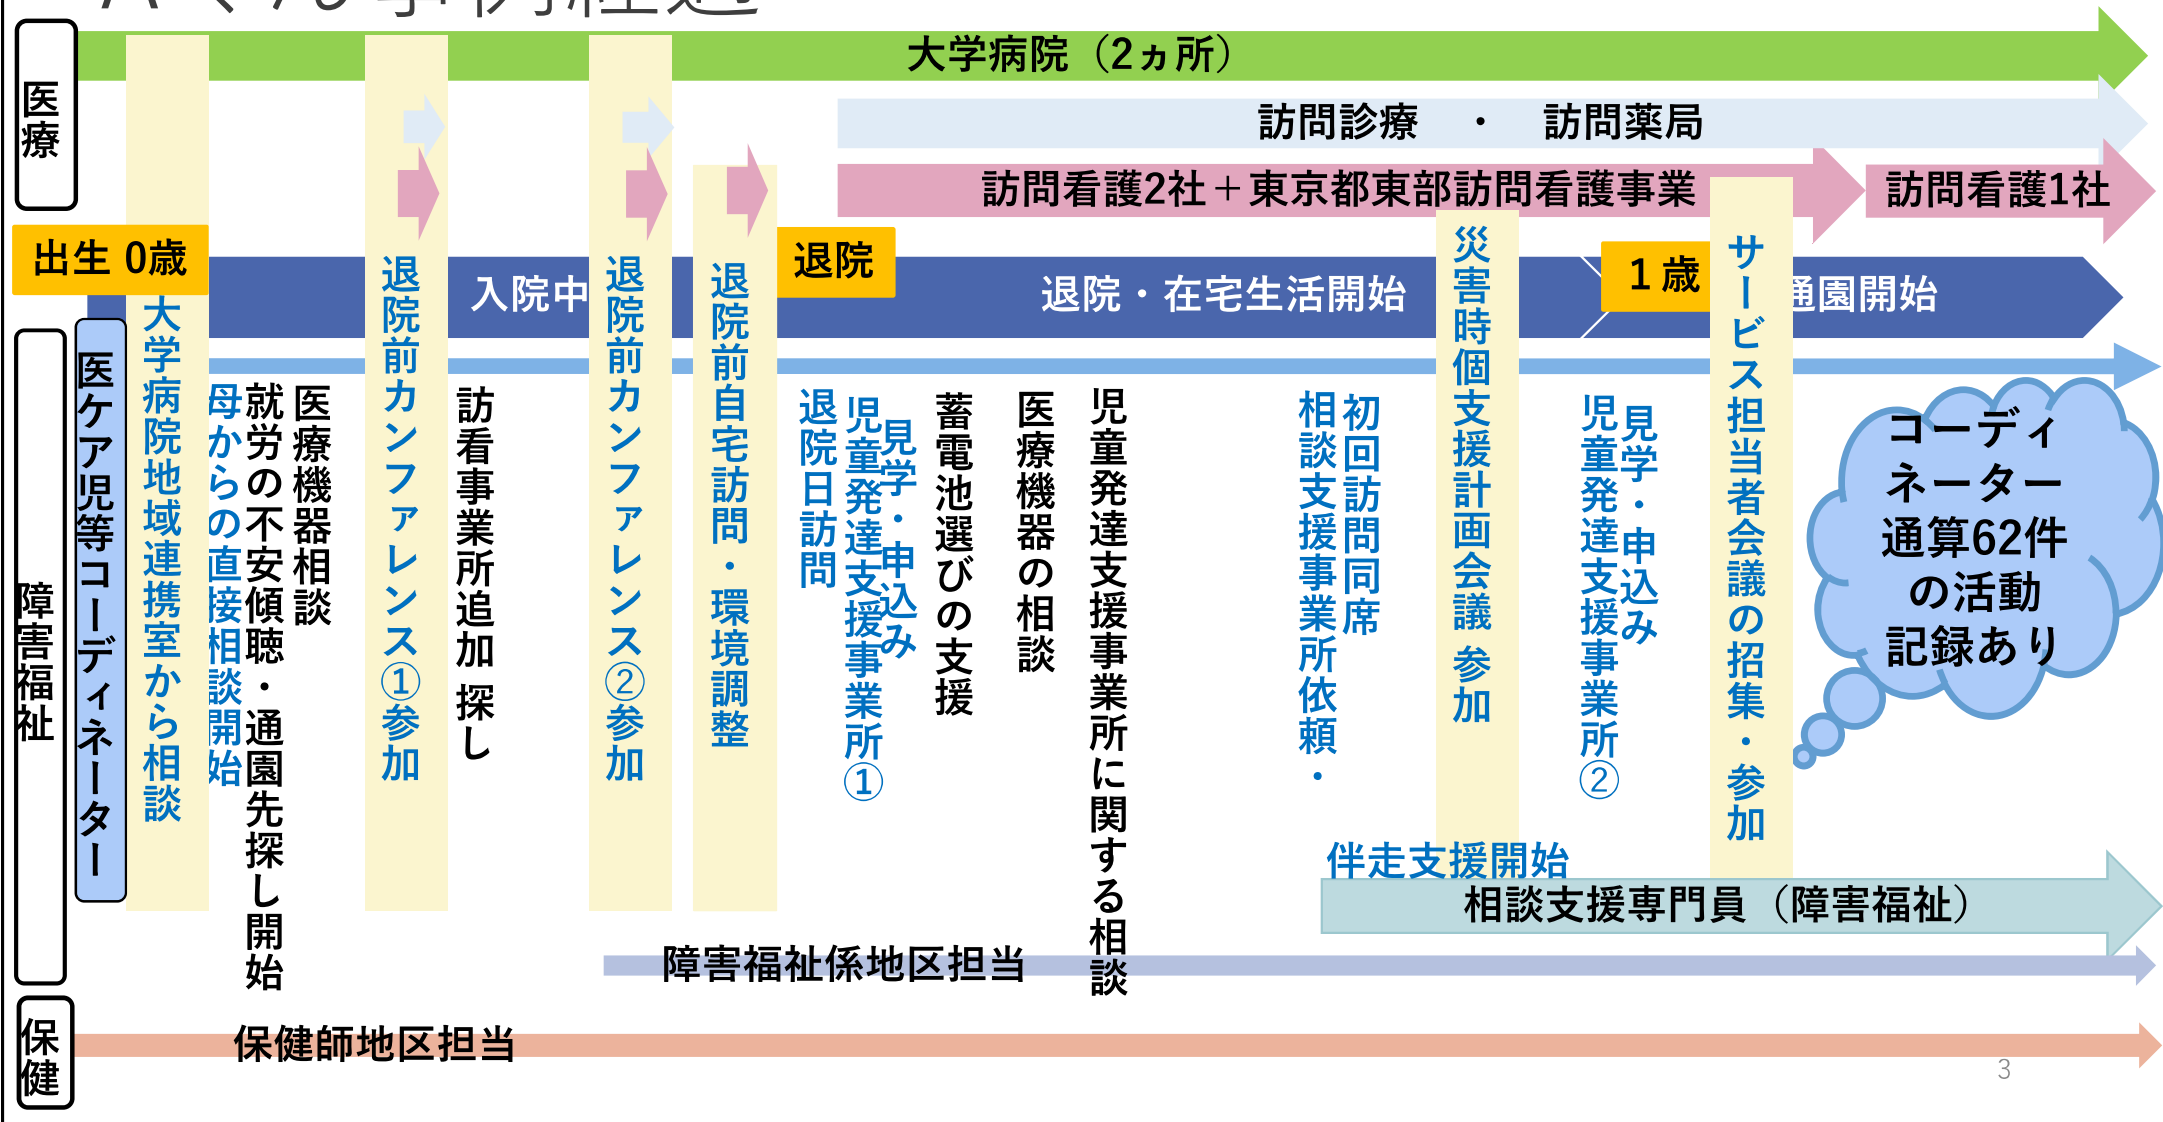 Aくん事例経過
医療
大学病院（2ヵ所）
訪問診療　・　訪問薬局
訪問看護2社＋東京都東部訪問看護事業
訪問看護1社
出生 0歳
入院中
退院
退院・在宅生活開始
１歳
通園開始
障害福祉
医ケア児等コーディネーター
大学病院地域連携室から相談
母からの直接相談開始
就労の不安傾聴・通園先探し開始
医療機器相談
退院前カンファレンス①参加
訪看事業所追加 探し
退院前カンファレンス②参加
退院前自宅訪問・環境調整
退院日訪問
児童発達支援事業所①
見学・申込み
蓄電池選びの支援
医療機器の相談
児童発達支援事業所に関する相談
相談支援事業所依頼・
初回訪問同席
災害時個支援計画会議 参加
児童発達支援事業所②
見学・申込み
サービス担当者会議の招集・参加
コーディ
ネーター
通算62件
の活動
記録あり
伴走支援開始
相談支援専門員（障害福祉）
障害福祉係地区担当
保健
保健師地区担当
3